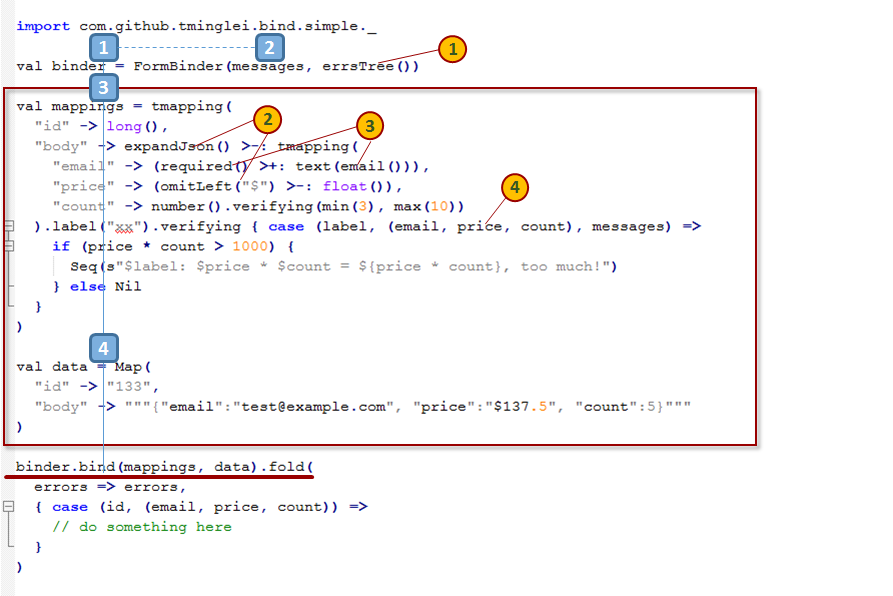 import com.github.tminglei.bind.simple._
1 2 1
val binder = FormBinder(messages, errsTree())
3
val mappings = tmapping(
2 3
"id" -> long(),
"body" -> expandJson() >-: tmapping(
"email" -> (required() >+: text(email())),
"price" -> (omitLeft("$") >-: float()),
4
"count" -> number().verifying(min(3), max(10))
).label("xx").verifying { case (label, (email, price, count), messages) =>
if (price * count > 1000) {
Seq(s"$label: $price * $count = ${price * count}, too much!")
} else Nil
}
)
4
val data = Map(
"id" -> "133",
"body" -> """{"email":"test@example.com", "price":"$137.5", "count":5}"""
)
binder.bind(mappings, data).fold(
errors => errors,
{ case (id, (email, price, count)) =>
// do something here
}
)